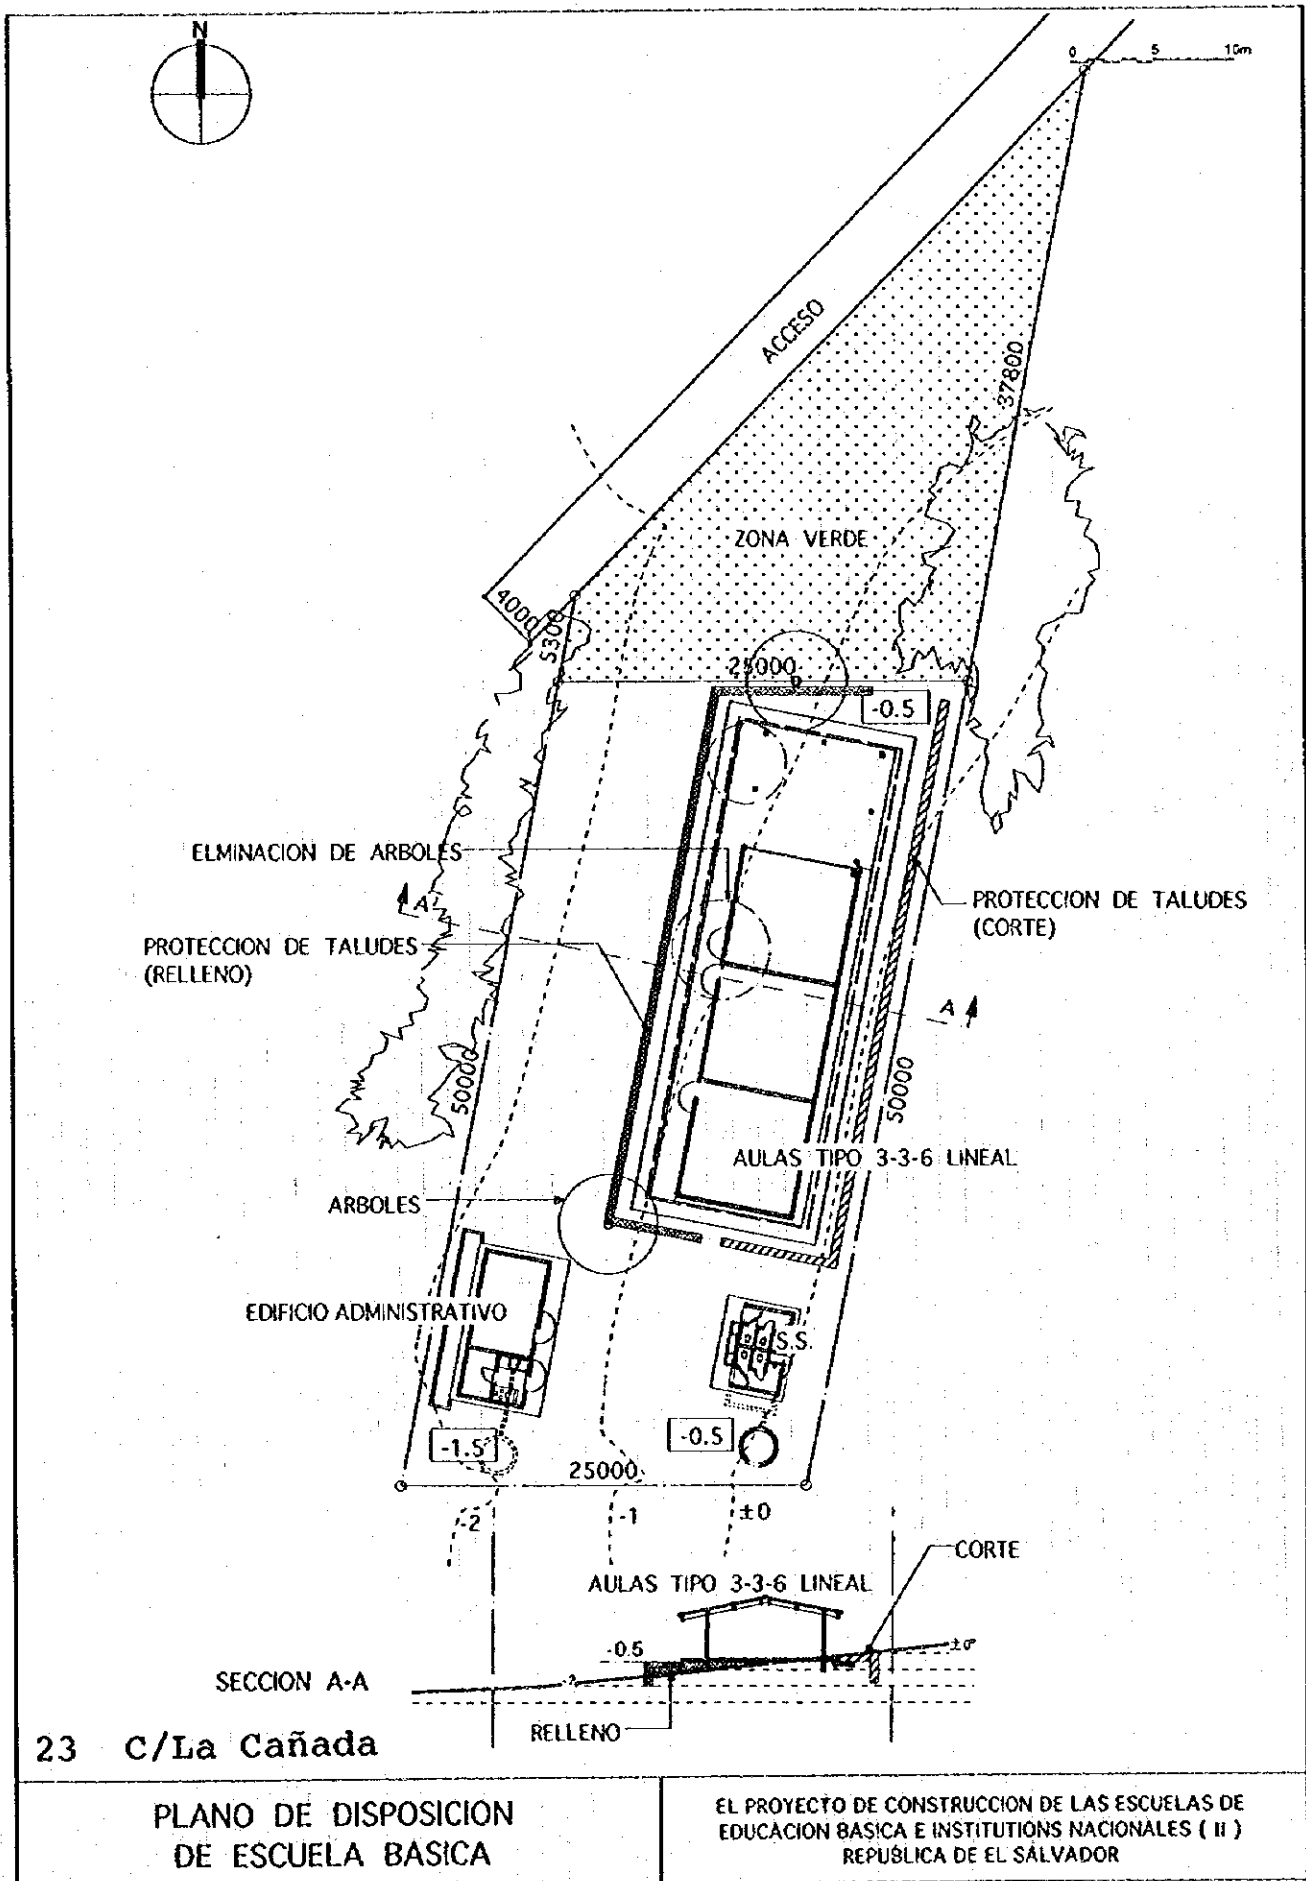 N
0 5 10m
ACCESO
37800
ZONA VERDE
4000
5300
25000
-0.5
ELMINACION DE ARBOLES
A
PROTECCION DE TALUDES
(CORTE)
PROTECCION DE TALUDES
(RELLENO)
A
50000
50000
AULAS TIPO 3-3-6 LINEAL
ARBOLES
EDIFICIO ADMINISTRATIVO
S.S.
-1.5
-0.5
25000
-2
-1
±0
CORTE
AULAS TIPO 3-3-6 LINEAL
-0.5
±0
-2
SECCION A-A
RELLENO
23 C/La Cañada
PLANO DE DISPOSICION
DE ESCUELA BASICA
EL PROYECTO DE CONSTRUCCION DE LAS ESCUELAS DE
EDUCACION BASICA E INSTITUTIONS NACIONALES ( II )
REPUBLICA DE EL SALVADOR